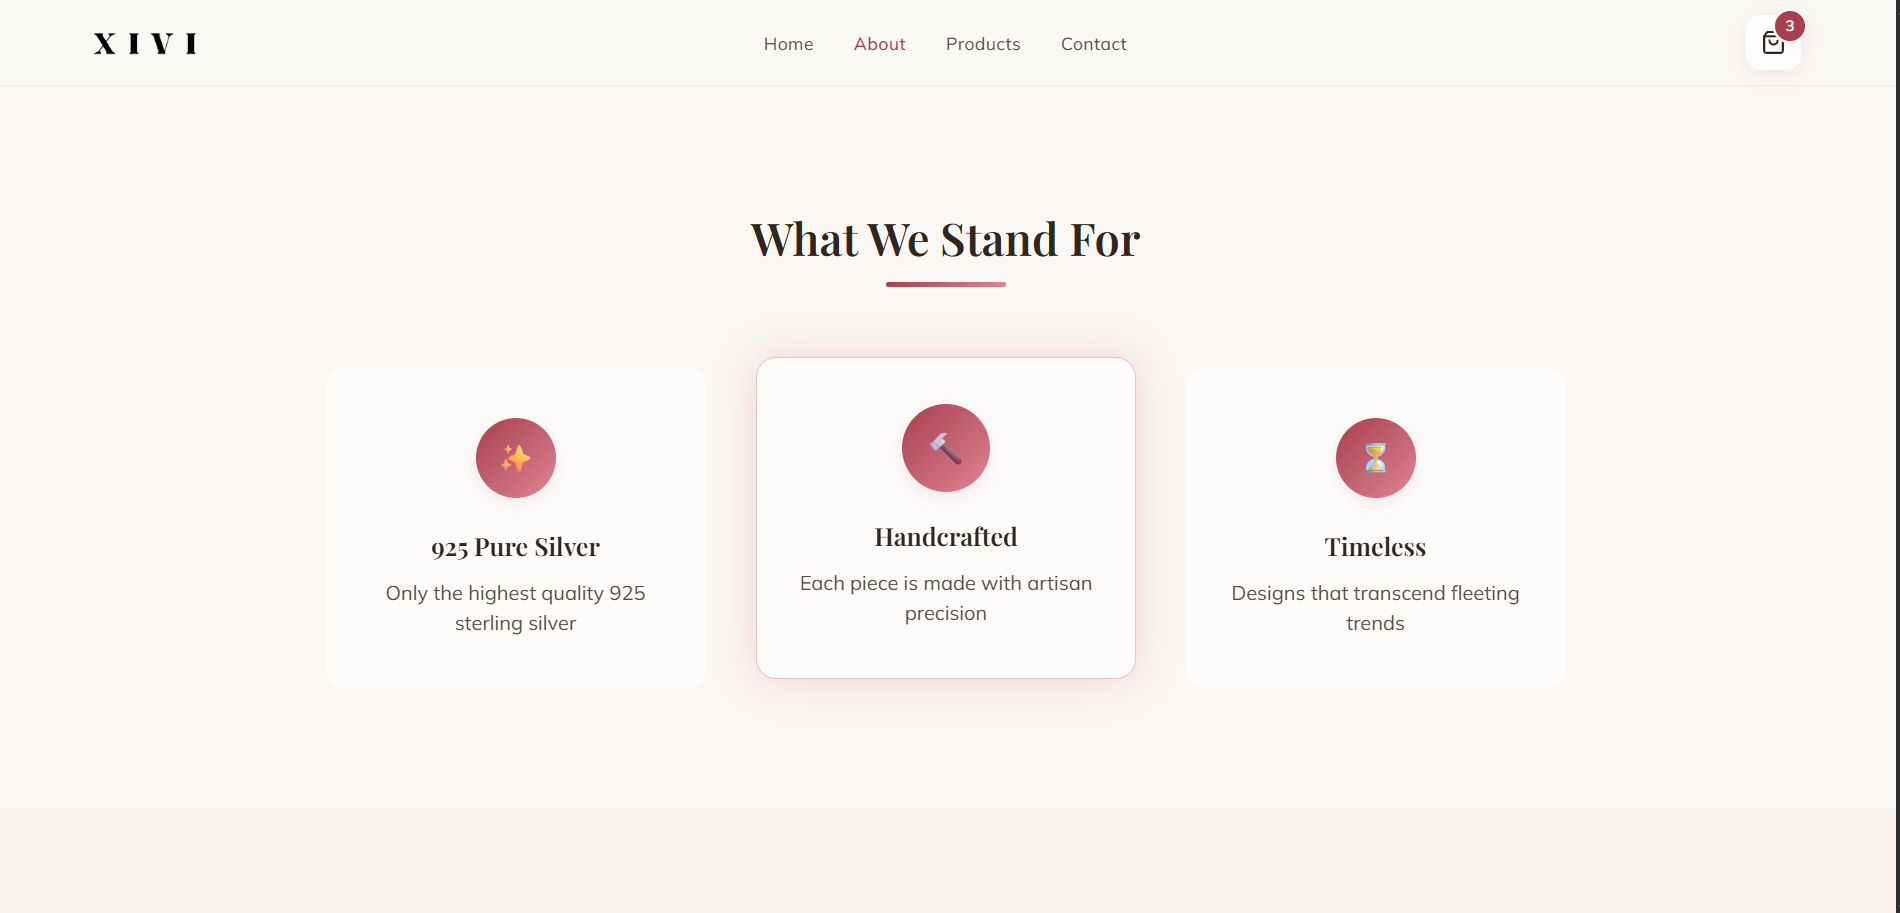 XIVI
Home
About
Products
Contact
3
What We Stand For
925 Pure Silver
Only the highest quality 925
sterling silver
Handcrafted
Each piece is made with artisan
precision
Timeless
Designs that transcend fleeting
trends